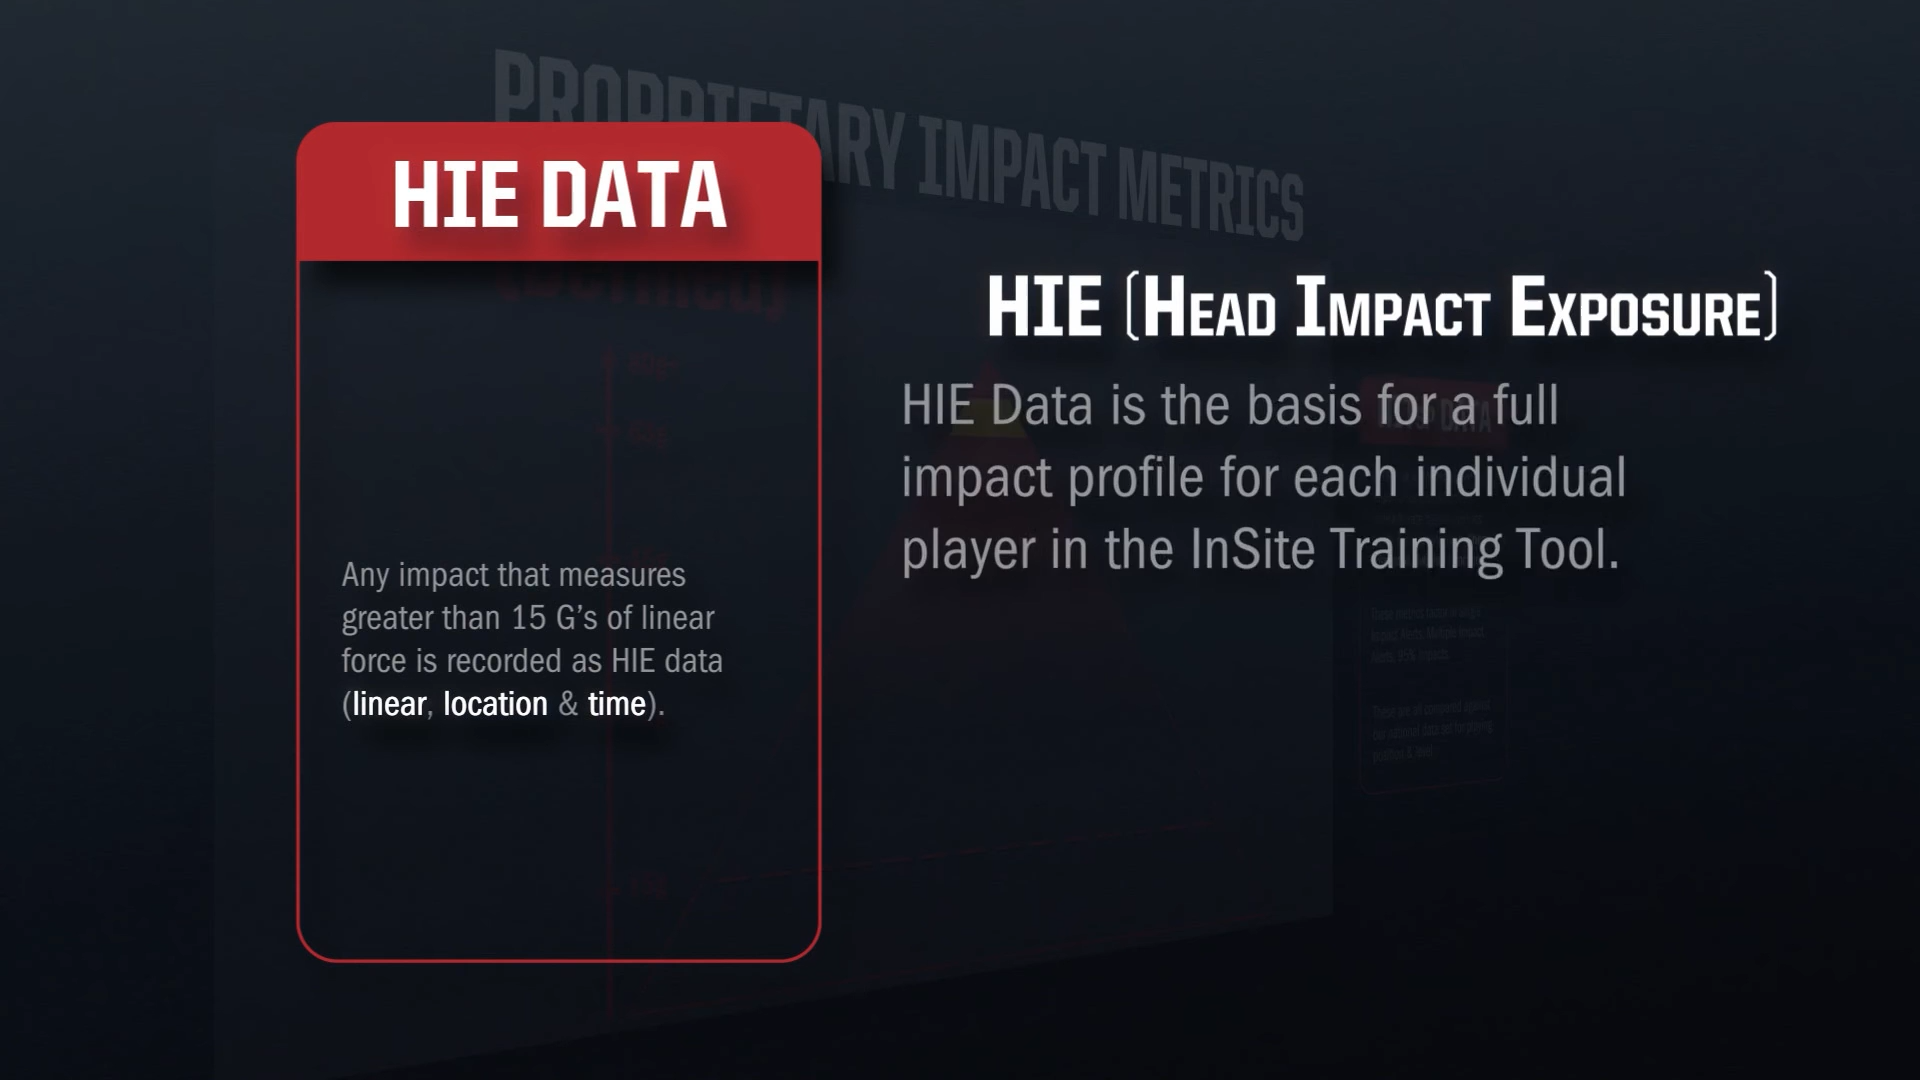 PROPRIETARY IMPACT METRICS
HIE DATA
Any impact that measures
greater than 15 G’s of linear
force is recorded as HIE data
(linear, location & time).
HIE (Head Impact Exposure)
HIE Data is the basis for a full
impact profile for each individual
player in the InSite Training Tool.